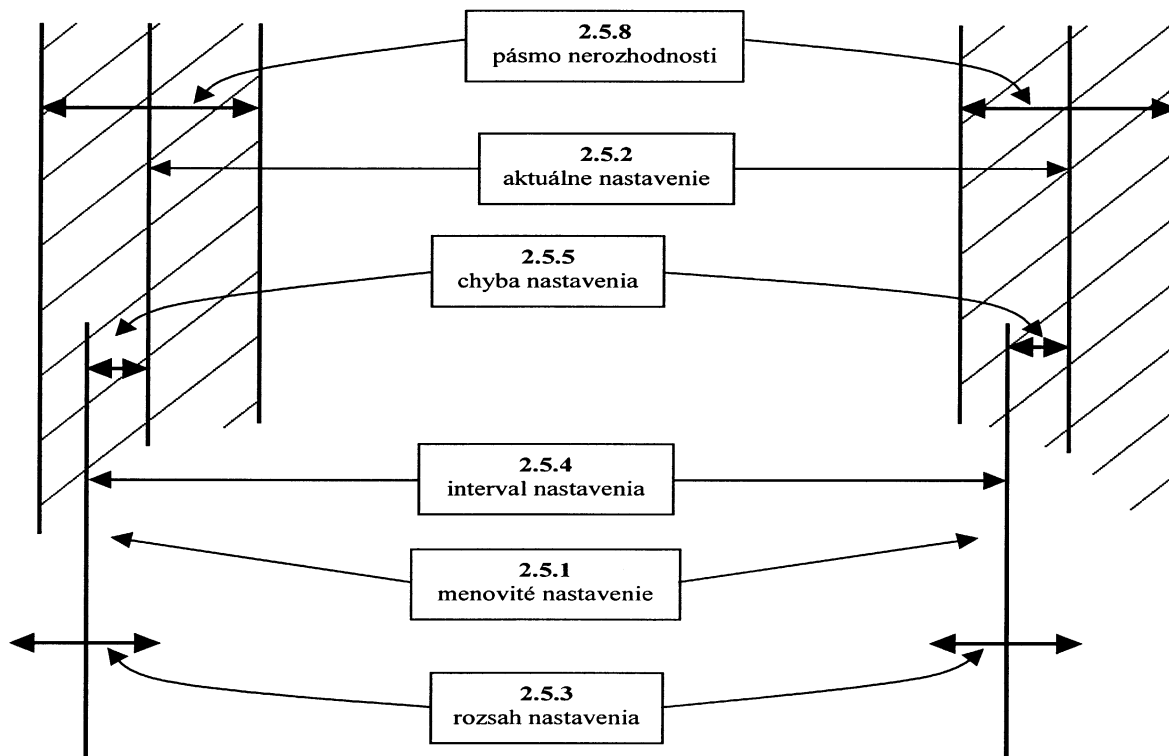 2.5.8
pásmo nerozhodnosti
2.5.2
aktuálne nastavenie
2.5.5
chyba nastavenia
2.5.4
interval nastavenia
2.5.1
menovité nastavenie
2.5.3
rozsah nastavenia